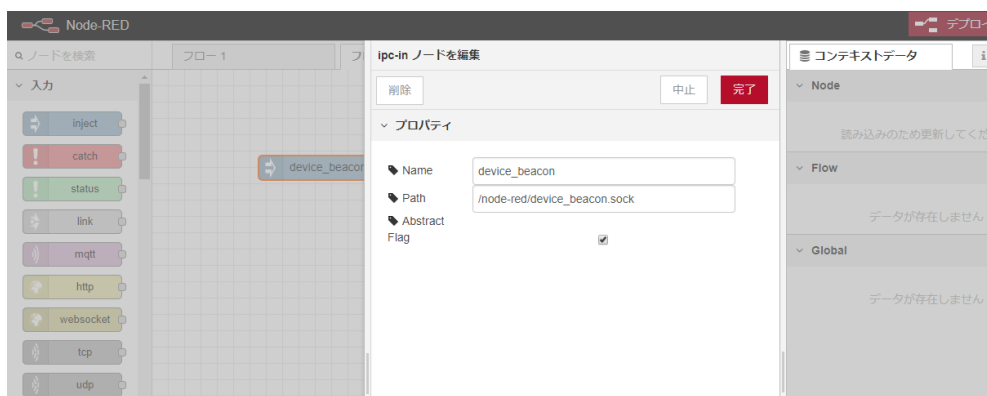 Node-RED
デプロイ
ノードを検索
フロー 1
フ
ipc-in ノードを編集
コンテキストデータ
i
入力
削除
中止
完了
Node
プロパティ
読み込みのため更新してくだ
inject
catch
device_beacon
Name
device_beacon
Flow
status
Path
/node-red/device_beacon.sock
データが存在しません
link
Abstract
Flag
mqtt
Global
http
データが存在しません
websocket
tcp
udp